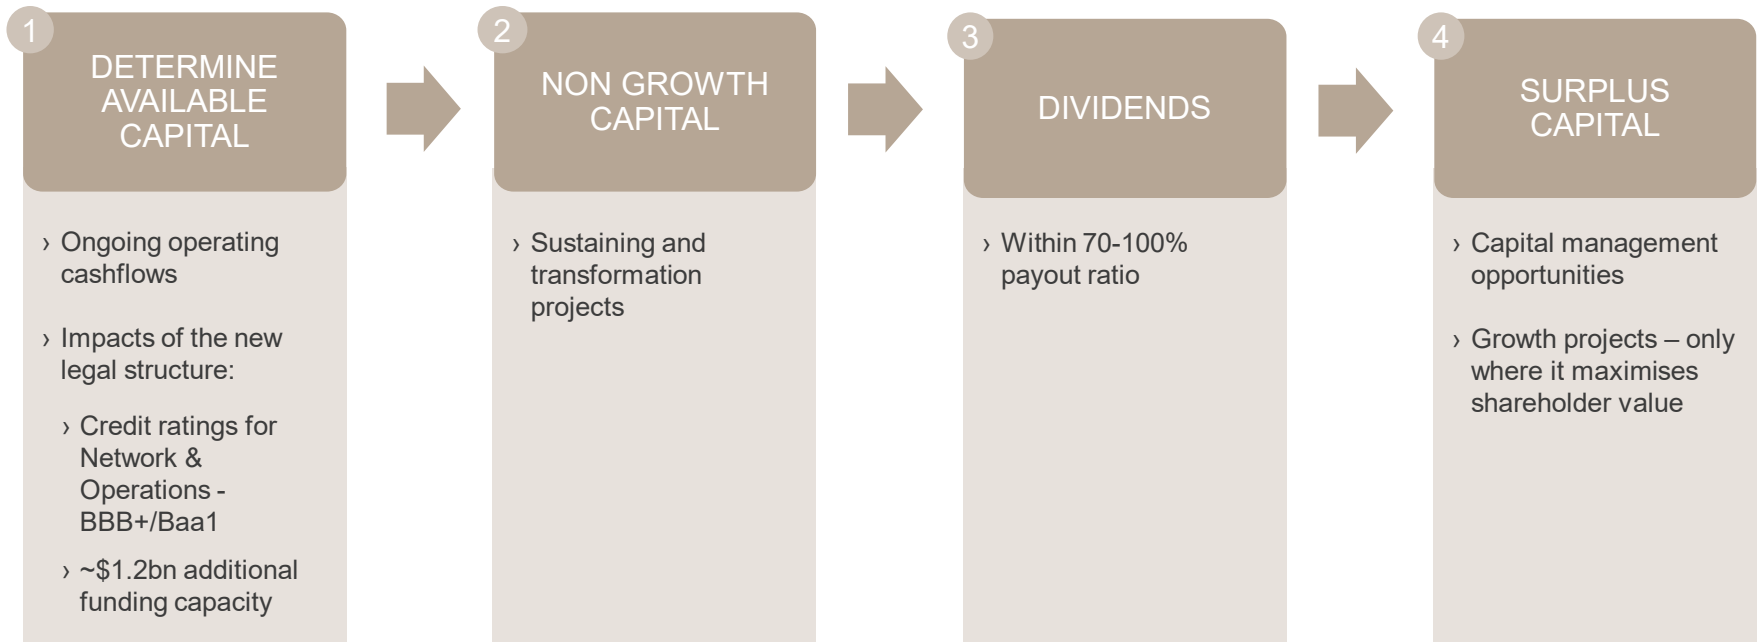 1
DETERMINE
AVAILABLE
CAPITAL
› Ongoing operating
cashflows
› Impacts of the new
legal structure:
› Credit ratings for
Network &
Operations -
BBB+/Baa1
› ~$1.2bn additional
funding capacity
2
NON GROWTH
CAPITAL
› Sustaining and
transformation
projects
3
DIVIDENDS
› Within 70-100%
payout ratio
4
SURPLUS
CAPITAL
› Capital management
opportunities
› Growth projects – only
where it maximises
shareholder value